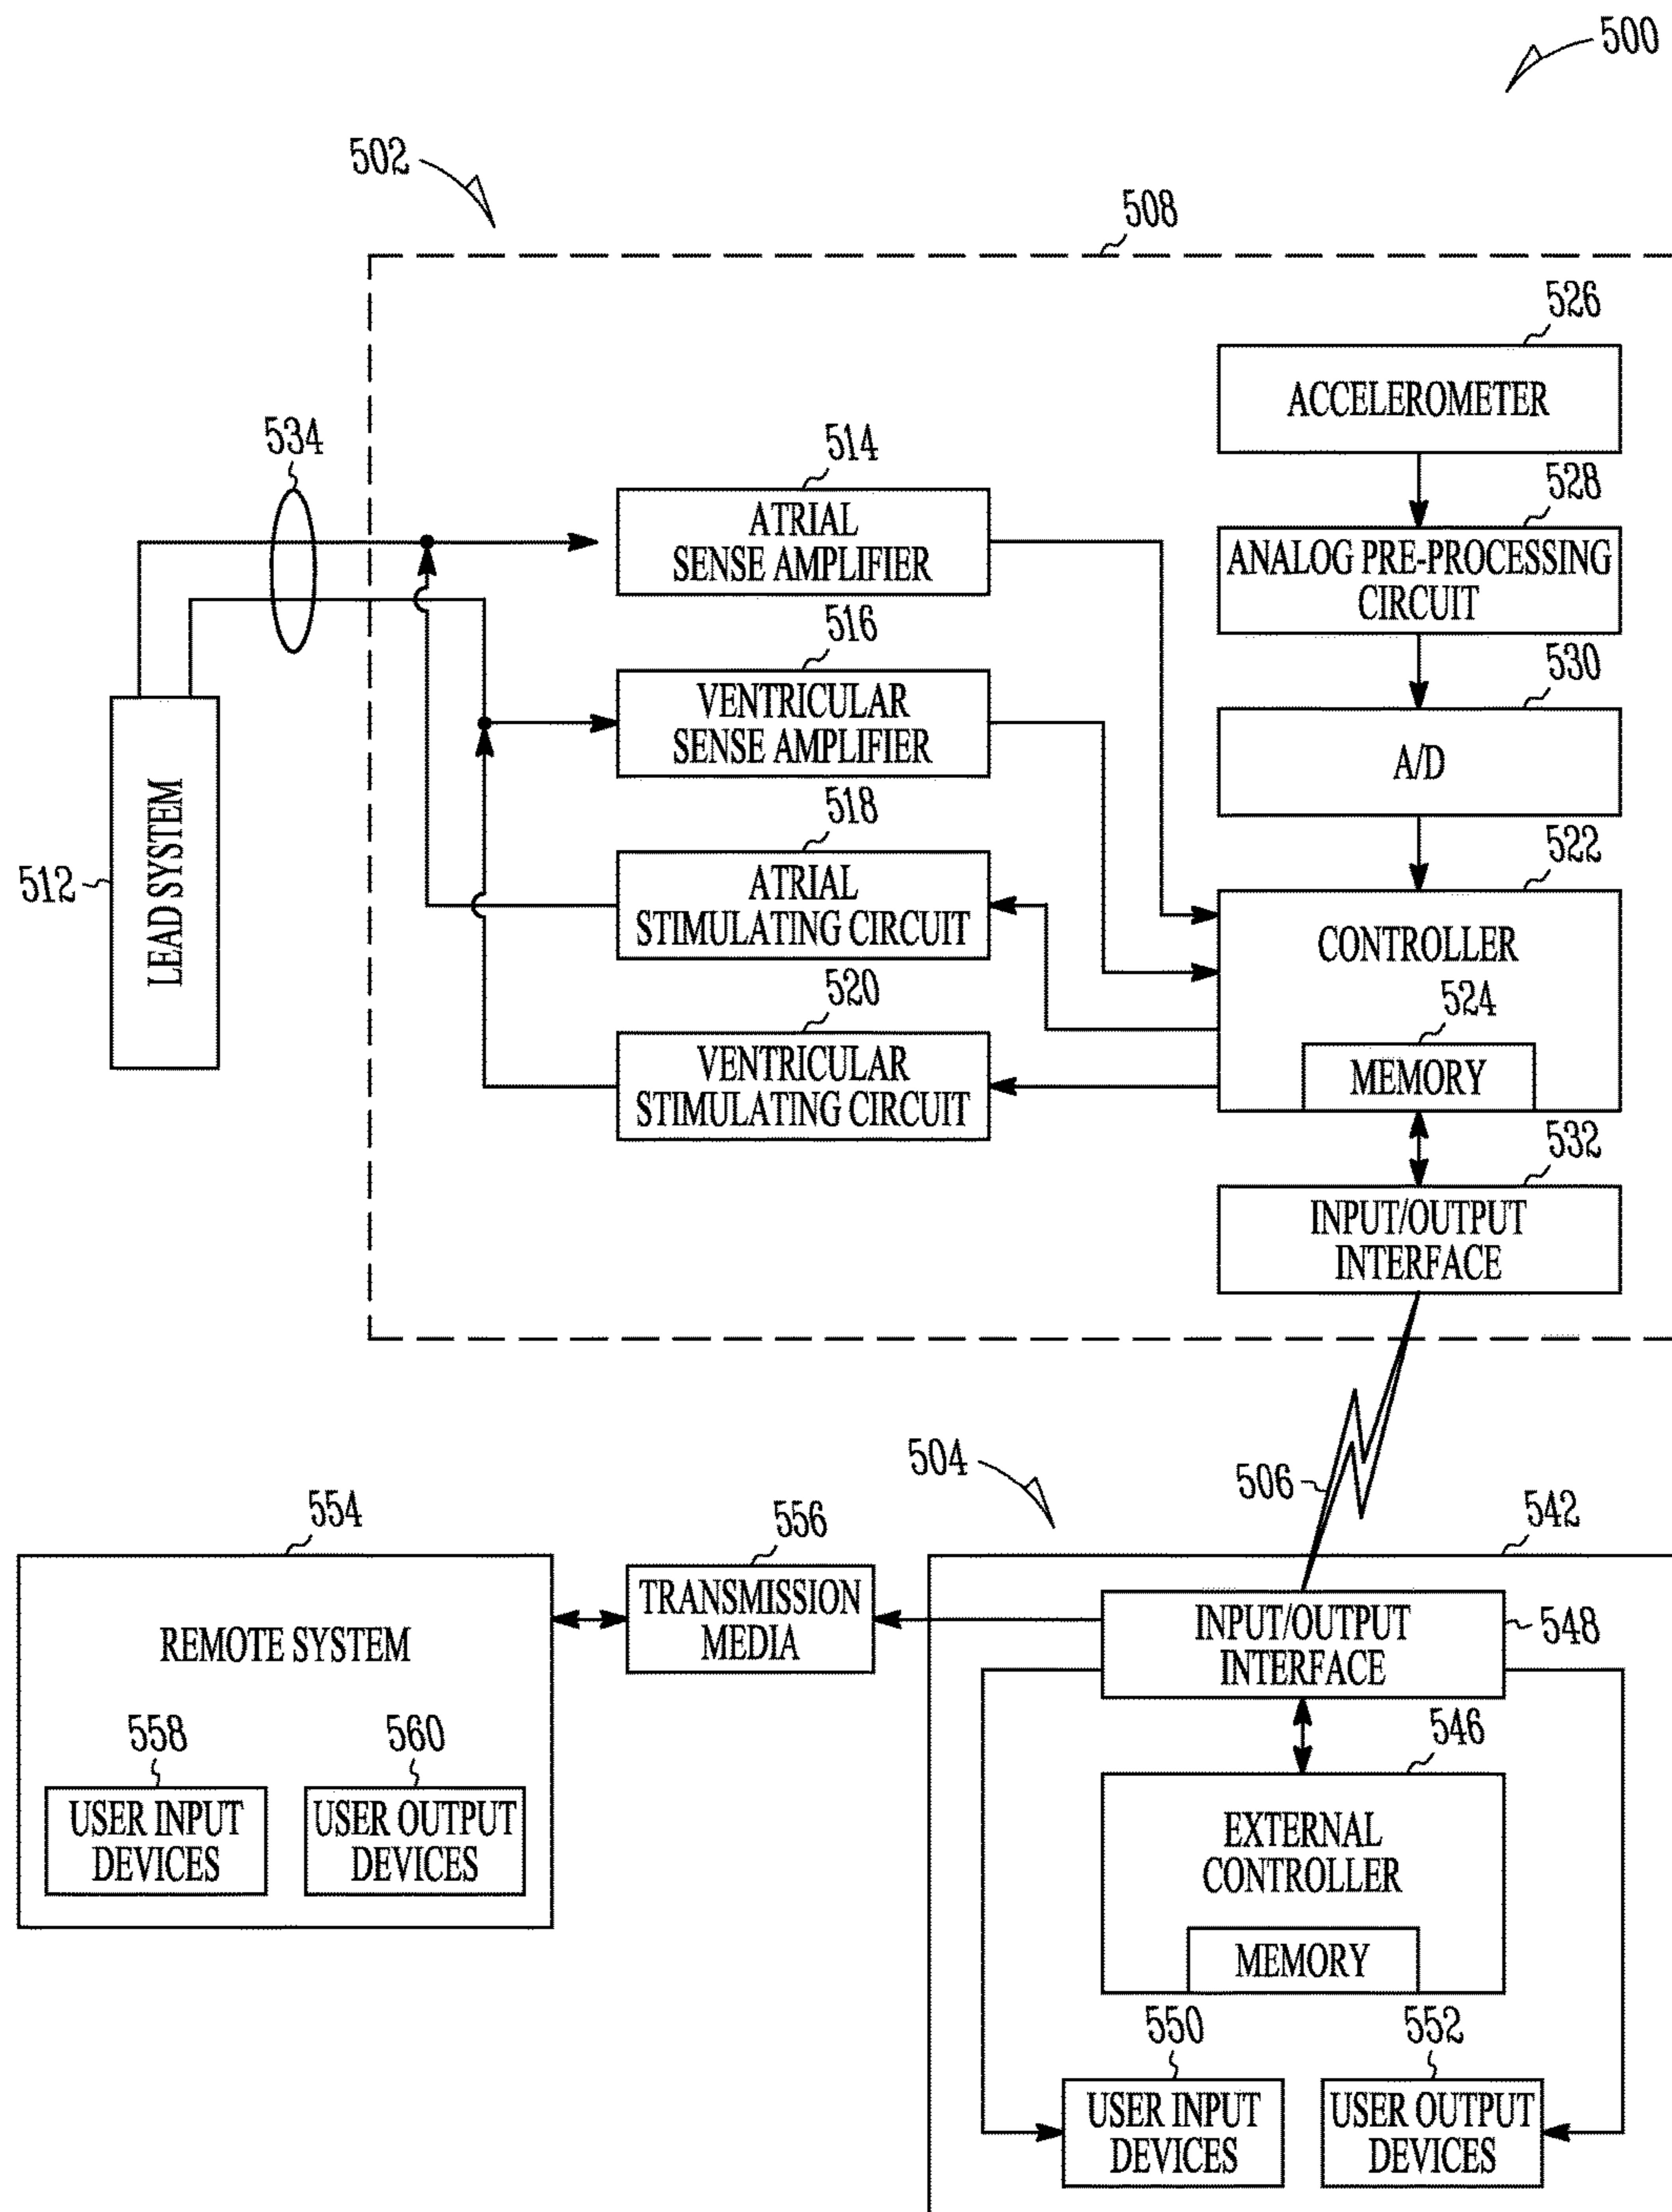 500
502
508
526
ACCELEROMETER
534
514
528
ATRIAL
SENSE AMPLIFIER
ANALOG PRE-PROCESSING
CIRCUIT
516
530
VENTRICULAR
SENSE AMPLIFIER
A/D
518
522
512
LEAD SYSTEM
ATRIAL
STIMULATING CIRCUIT
CONTROLLER
520
524
VENTRICULAR
STIMULATING CIRCUIT
MEMORY
532
INPUT/OUTPUT
INTERFACE
504
506
554
556
542
REMOTE SYSTEM
TRANSMISSION
MEDIA
INPUT/OUTPUT
INTERFACE
548
558
560
546
USER INPUT
DEVICES
USER OUTPUT
DEVICES
EXTERNAL
CONTROLLER
MEMORY
550
552
USER INPUT
DEVICES
USER OUTPUT
DEVICES